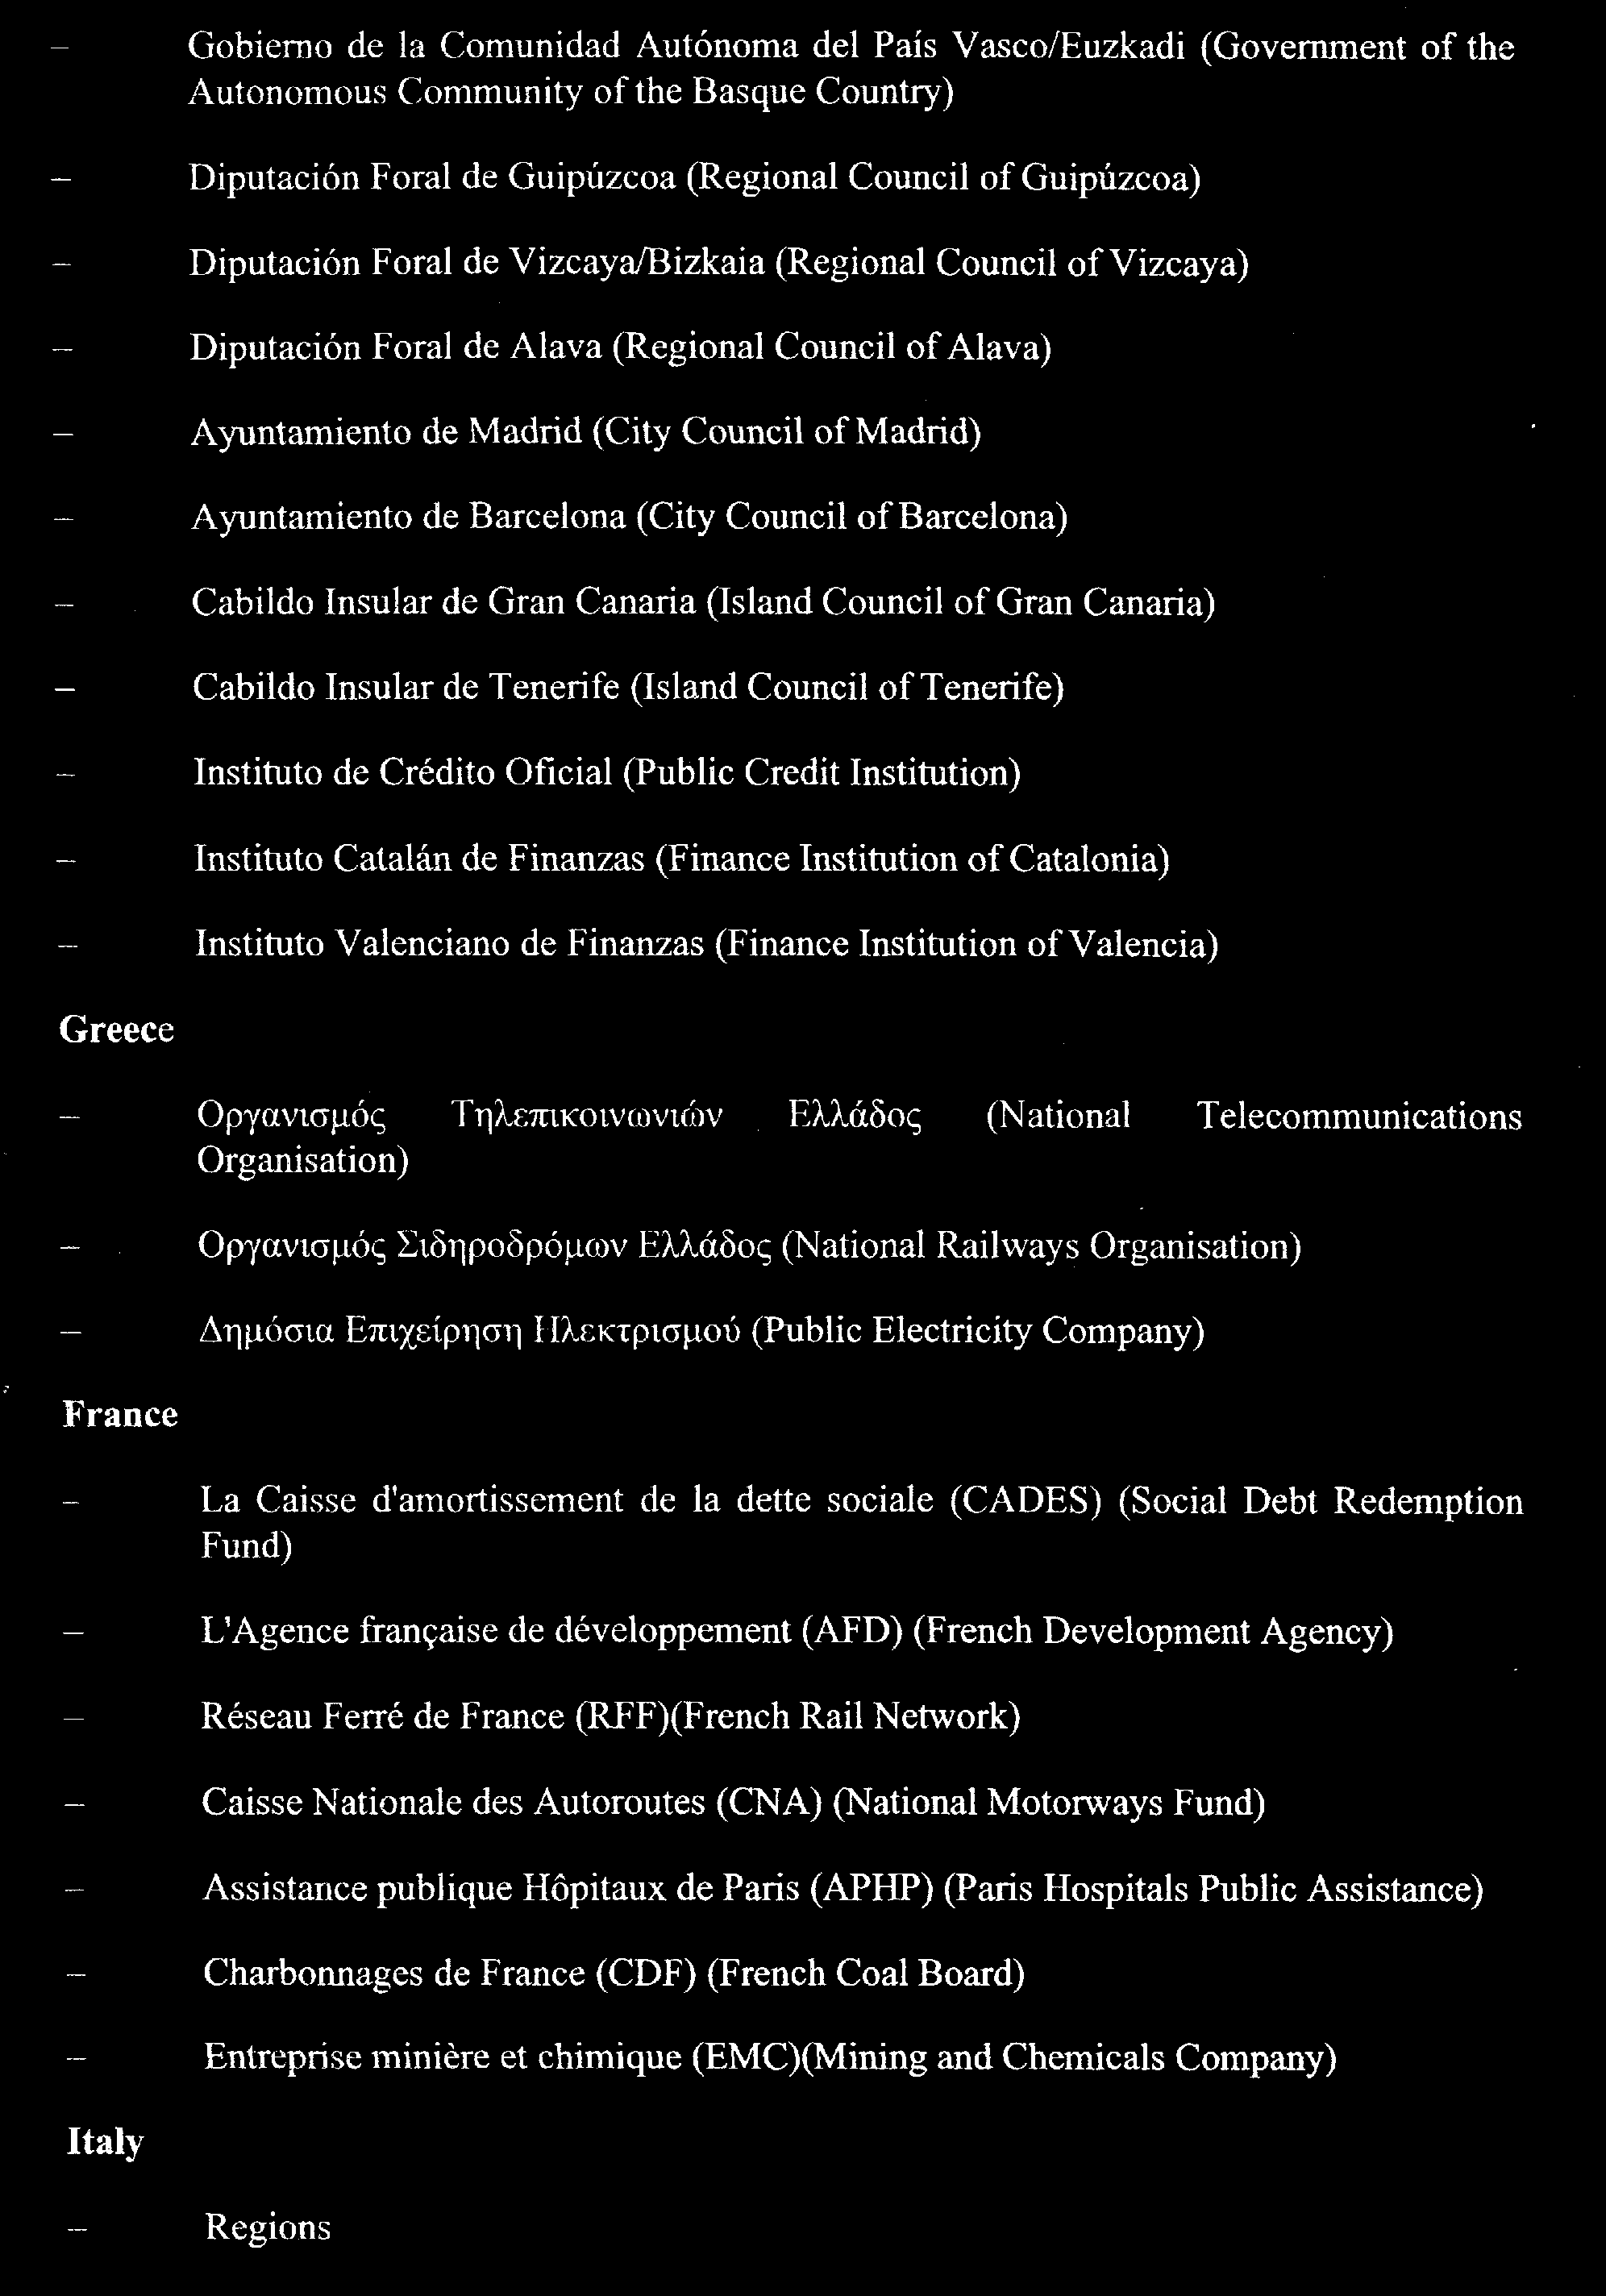 – Gobierno de la Comunidad Autónoma del País Vasco/Euzkadi (Government of the
Autonomous Community of the Basque Country)
– Diputación Foral de Guipúzcoa (Regional Council of Guipúzcoa)
– Diputación Foral de Vizcaya/Bizkaia (Regional Council of Vizcaya)
– Diputación Foral de Alava (Regional Council of Alava)
– Ayuntamiento de Madrid (City Council of Madrid)
– Ayuntamiento de Barcelona (City Council of Barcelona)
– Cabildo Insular de Gran Canaria (Island Council of Gran Canaria)
– Cabildo Insular de Tenerife (Island Council of Tenerife)
– Instituto de Crédito Oficial (Public Credit Institution)
– Instituto Catalán de Finanzas (Finance Institution of Catalonia)
– Instituto Valenciano de Finanzas (Finance Institution of Valencia)
Greece
– Οργανισμός Τηλεπικοινωνιών Ελλάδος (National Telecommunications
Organisation)
– Οργανισμός Σιδηροδρόμων Ελλάδος (National Railways Organisation)
– Δημόσια Επιχείρηση Ηλεκτρισμού (Public Electricity Company)
France
– La Caisse d'amortissement de la dette sociale (CADES) (Social Debt Redemption
Fund)
– L’Agence française de développement (AFD) (French Development Agency)
– Réseau Ferré de France (RFF)(French Rail Network)
– Caisse Nationale des Autoroutes (CNA) (National Motorways Fund)
– Assistance publique Hôpitaux de Paris (APHP) (Paris Hospitals Public Assistance)
– Charbonnages de France (CDF) (French Coal Board)
– Entreprise minière et chimique (EMC)(Mining and Chemicals Company)
Italy
– Regions